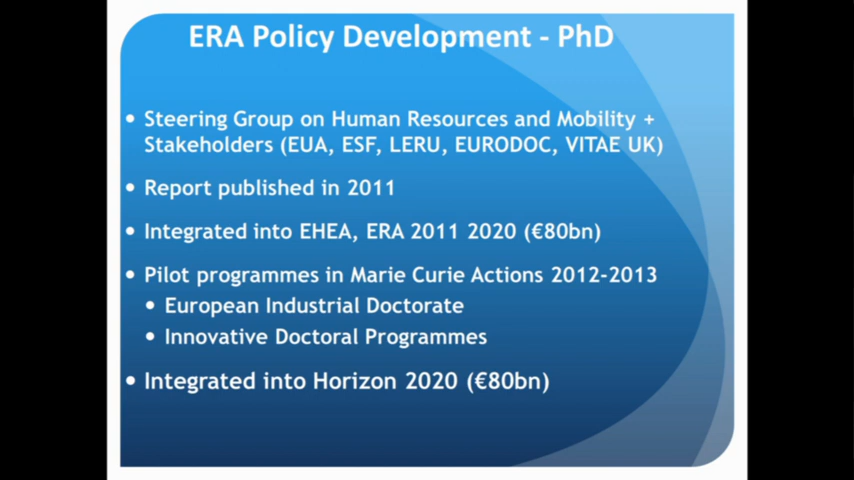 ERA Policy Development - PhD
• Steering Group on Human Resources and Mobility +
Stakeholders (EUA, ESF, LERU, EURODOC, VITAE UK)
• Report published in 2011
• Integrated into EHEA, ERA 2011 2020 (€80bn)
• Pilot programmes in Marie Curie Actions 2012-2013
• European Industrial Doctorate
• Innovative Doctoral Programmes
• Integrated into Horizon 2020 (€80bn)